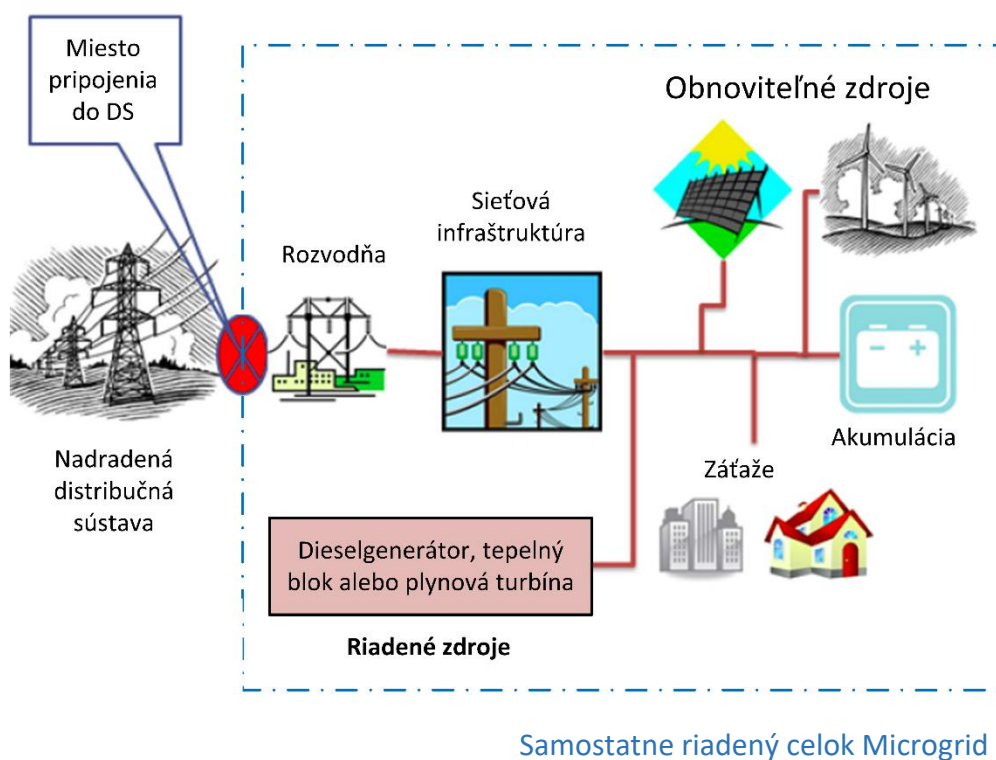 Miesto
pripojenia
do DS
Obnoviteľné zdroje
Sieťová
infraštruktúra
Rozvodňa
Akumulácia
Nadradená
distribučná
sústava
Záťaže
Dieselgenerátor, tepelný
blok alebo plynová turbína
Riadené zdroje
Samostatne riadený celok Microgrid